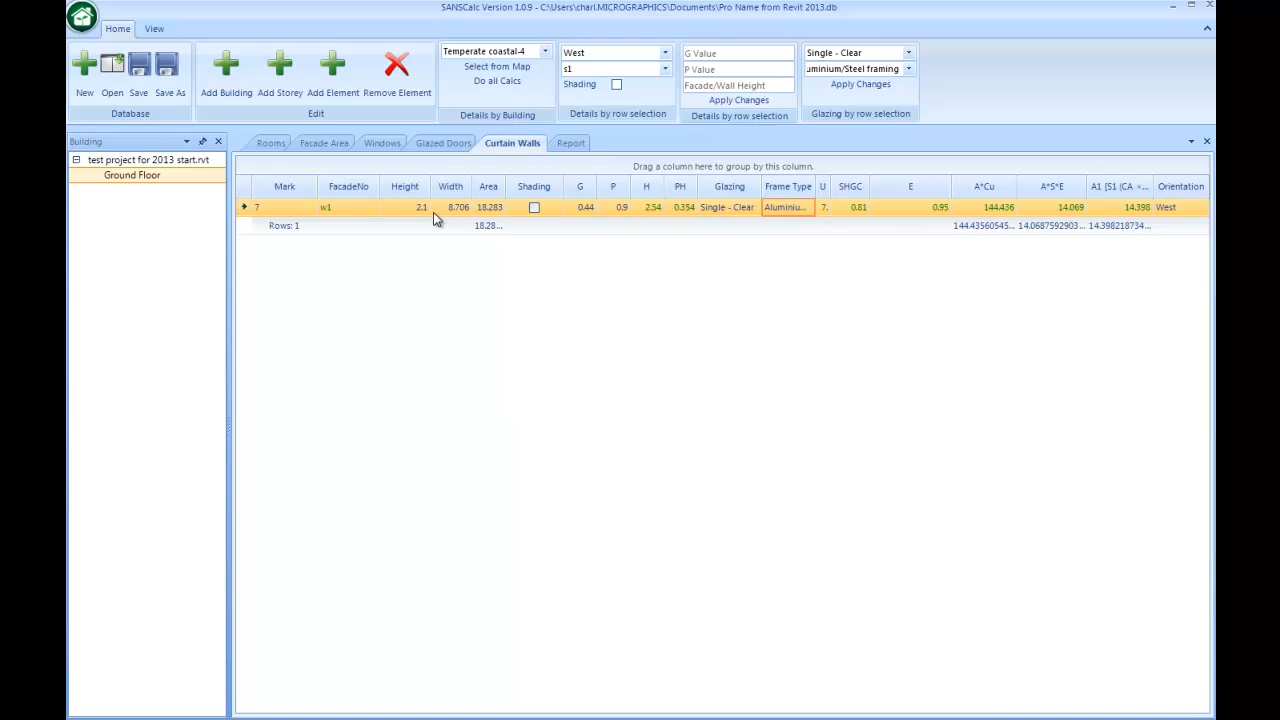 SANSCalc Version 1.0.9 - C:\Users\charl.MICROGRAPHICS\Documents\Pro Name from Revit 2013.db
Home View
New Open Save Save As
Database
Add Building Add Storey Add Element Remove Element
Edit
Temperate coastal-4
Select from Map
Do all Calcs
Details by Building
West
s1
Shading
Details by row selection
G Value
P Value
Facade/Wall Height
Apply Changes
Details by row selection
Single - Clear
uminium/Steel framing
Apply Changes
Glazing by row selection
Building
test project for 2013 start.rvt
Ground Floor
Rooms Facade Area Windows Glazed Doors Curtain Walls Report
Drag a column here to group by this column.
Mark FacadeNo Height Width Area Shading G P H PH Glazing Frame Type U SHGC E A*Cu A*S*E A1 [S1 (CA ×... Orientation
7 w1 2.1 8.706 18.283 0.44 0.9 2.54 0.354 Single - Clear Aluminiu... 7. 0.81 0.95 144.436 14.069 14.398 West
Rows: 1 18.28... 144.43560545... 14.0687592903... 14.398218734...